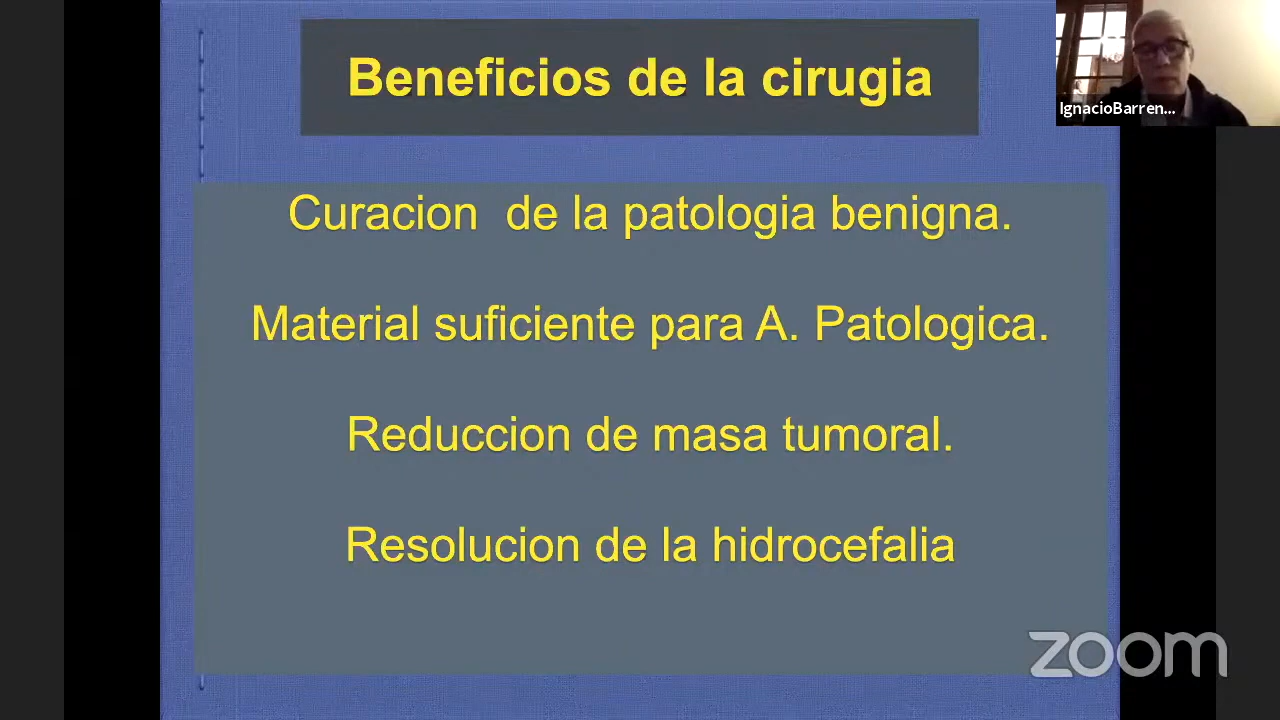 Beneficios de la cirugia
IgnacioBarren...
Curacion de la patologia benigna.
Material suficiente para A. Patologica.
Reduccion de masa tumoral.
Resolucion de la hidrocefalia
zoom